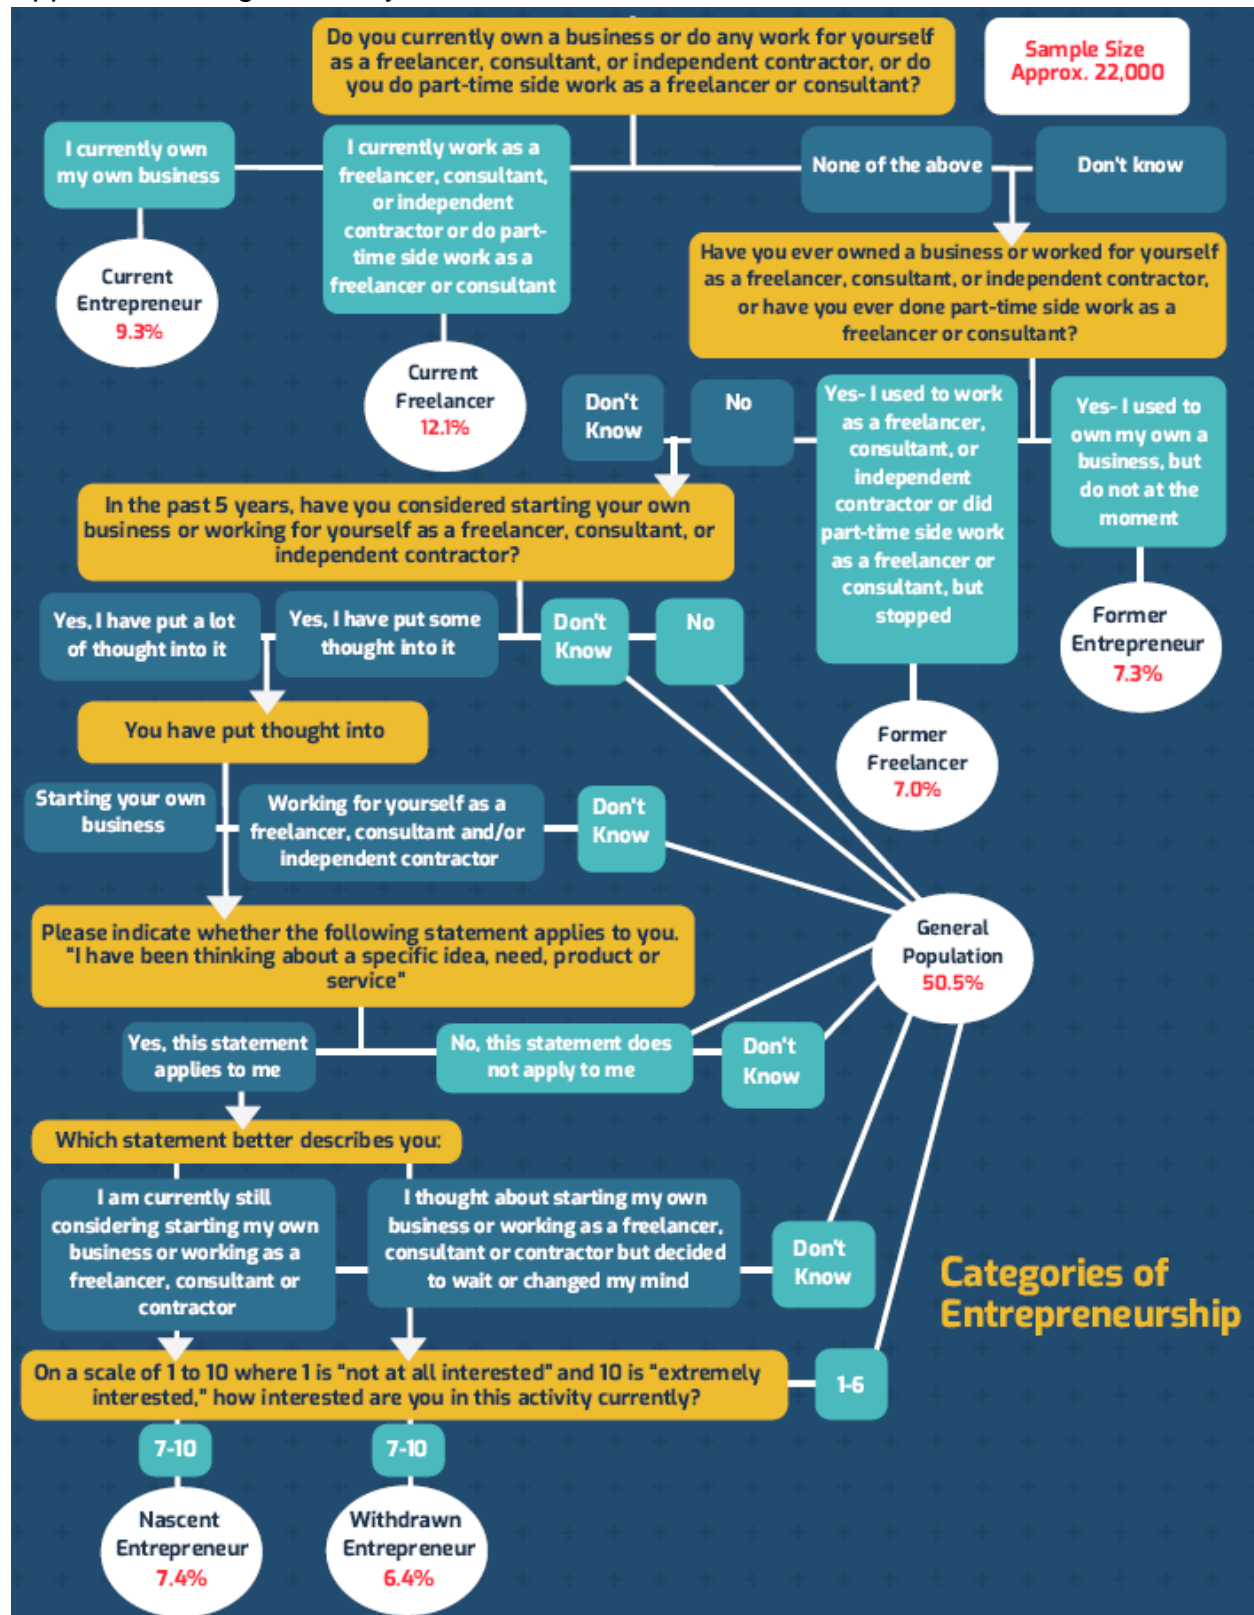 Do you currently own a business or do any work for yourself
as a freelancer, consultant, or independent contractor, or do
you do part-time side work as a freelancer or consultant?
Sample Size
Approx. 22,000
I currently own
my own business
I currently work as a
freelancer, consultant,
or independent
contractor or do part-
time side work as a
freelancer or consultant
None of the above
Don't know
Current
Entrepreneur
9.3%
Current
Freelancer
12.1%
Have you ever owned a business or worked for yourself
as a freelancer, consultant, or independent contractor,
or have you ever done part-time side work as a
freelancer or consultant?
Don't
Know
No
Yes- I used to work
as a freelancer,
consultant, or
independent
contractor or did
part-time side work
as a freelancer or
consultant, but
stopped
Yes- I used to
own my own a
business, but
do not at the
moment
Former
Freelancer
7.0%
Former
Entrepreneur
7.3%
In the past 5 years, have you considered starting your own
business or working for yourself as a freelancer, consultant, or
independent contractor?
Yes, I have put a lot
of thought into it
Yes, I have put some
thought into it
Don't
Know
No
You have put thought into
Starting your own
business
Working for yourself as a
freelancer, consultant and/or
independent contractor
Don't
Know
General
Population
50.5%
Please indicate whether the following statement applies to you.
"I have been thinking about a specific idea, need, product or
service"
Yes, this statement
applies to me
No, this statement does
not apply to me
Don't
Know
Which statement better describes you:
I am currently still
considering starting my own
business or working as a
freelancer, consultant or
contractor
I thought about starting my own
business or working as a freelancer,
consultant or contractor but decided
to wait or changed my mind
Don't
Know
Categories of
Entrepreneurship
On a scale of 1 to 10 where 1 is "not at all interested" and 10 is "extremely
interested," how interested are you in this activity currently?
1-6
7-10
7-10
Nascent
Entrepreneur
7.4%
Withdrawn
Entrepreneur
6.4%